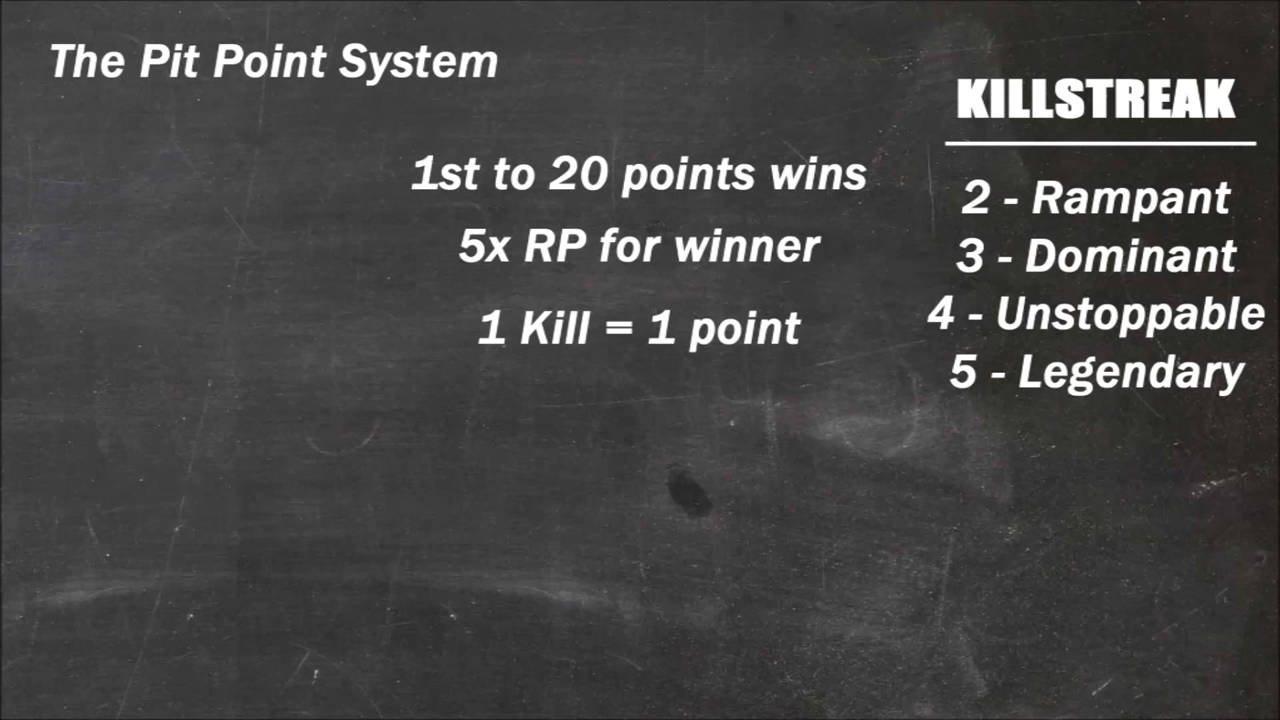 The Pit Point System
1st to 20 points wins
5x RP for winner
1 Kill = 1 point
KILLSTREAK
2 - Rampant
3 - Dominant
4 - Unstoppable
5 - Legendary